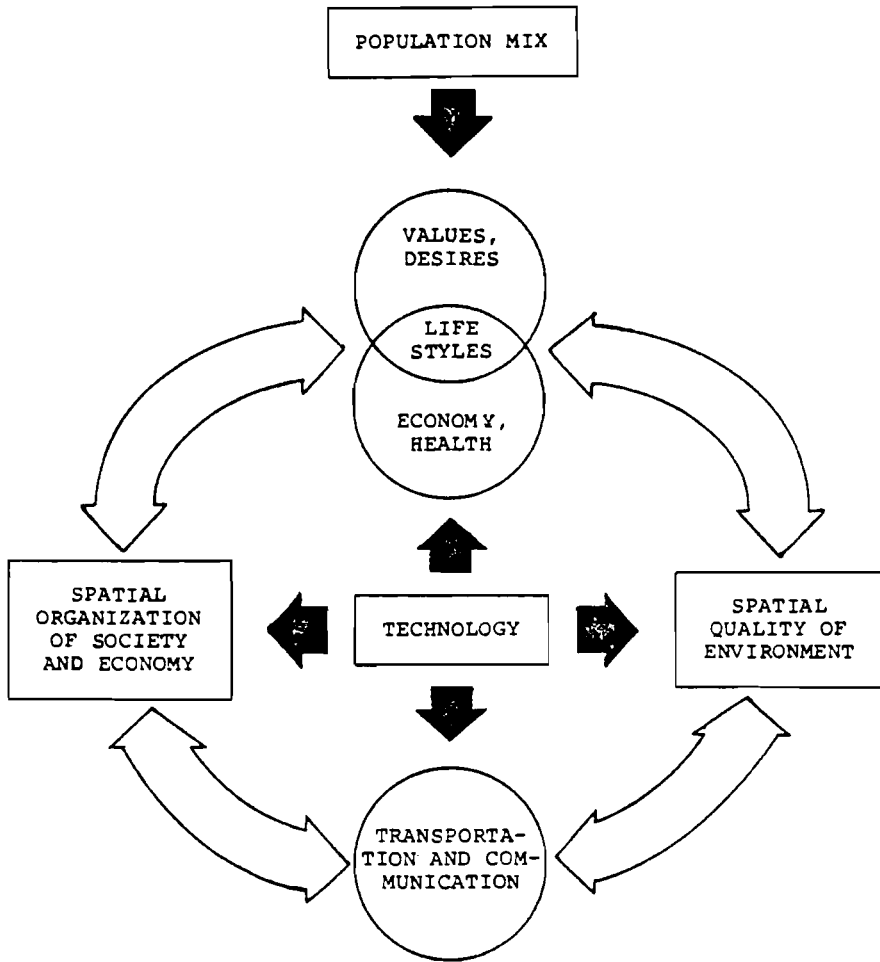 POPULATION MIX
VALUES,
DESIRES
LIFE
STYLES
ECONOMY,
HEALTH
SPATIAL
ORGANIZATION
OF SOCIETY
AND ECONOMY
TECHNOLOGY
SPATIAL
QUALITY OF
ENVIRONMENT
TRANSPORTA-
TION AND COM-
MUNICATION